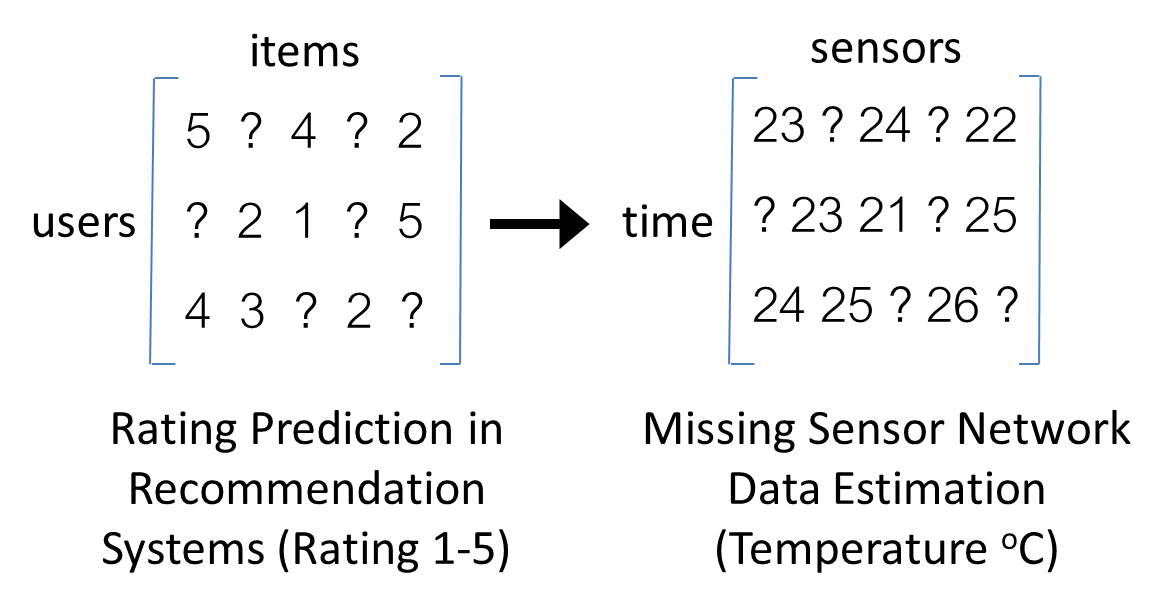 items
5 ? 4 ? 2
users ? 2 1 ? 5
4 3 ? 2 ?
Rating Prediction in
Recommendation
Systems (Rating 1-5)
sensors
23 ? 24 ? 22
time ? 23 21 ? 25
24 25 ? 26 ?
Missing Sensor Network
Data Estimation
(Temperature ºC)